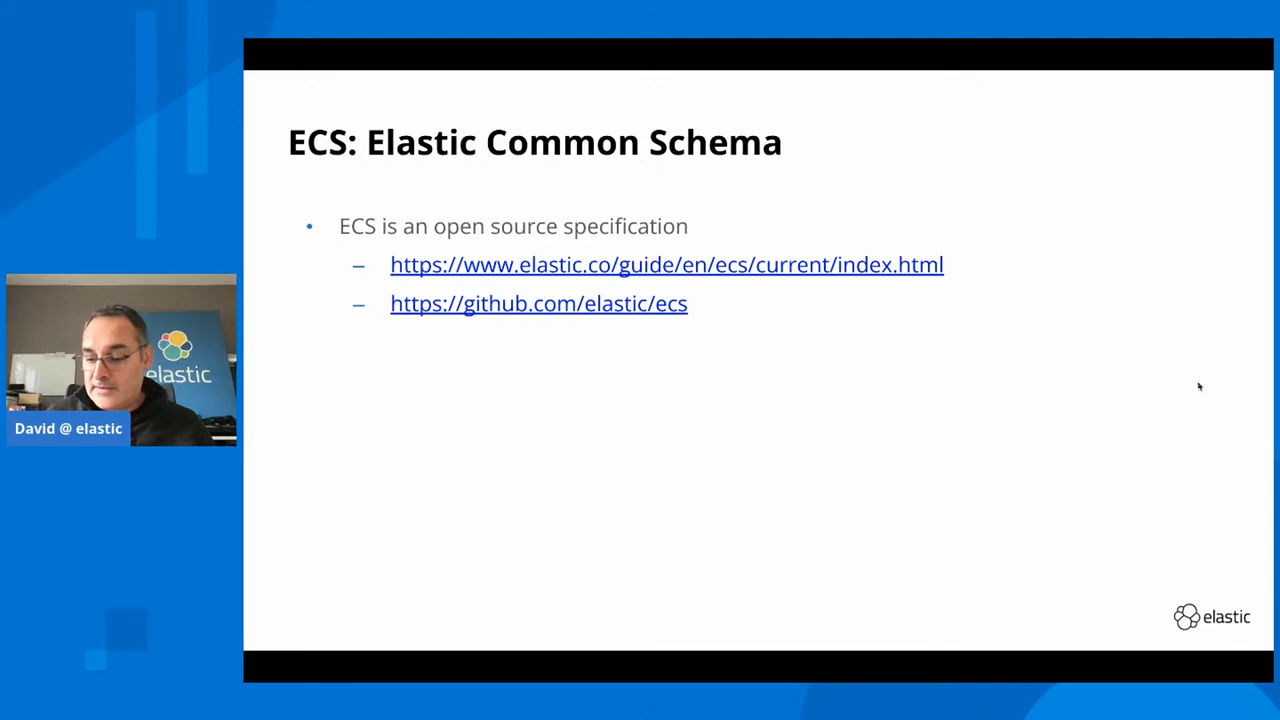 ECS: Elastic Common Schema
• ECS is an open source specification
– https://www.elastic.co/guide/en/ecs/current/index.html
– https://github.com/elastic/ecs
elastic
David @ elastic
elastic